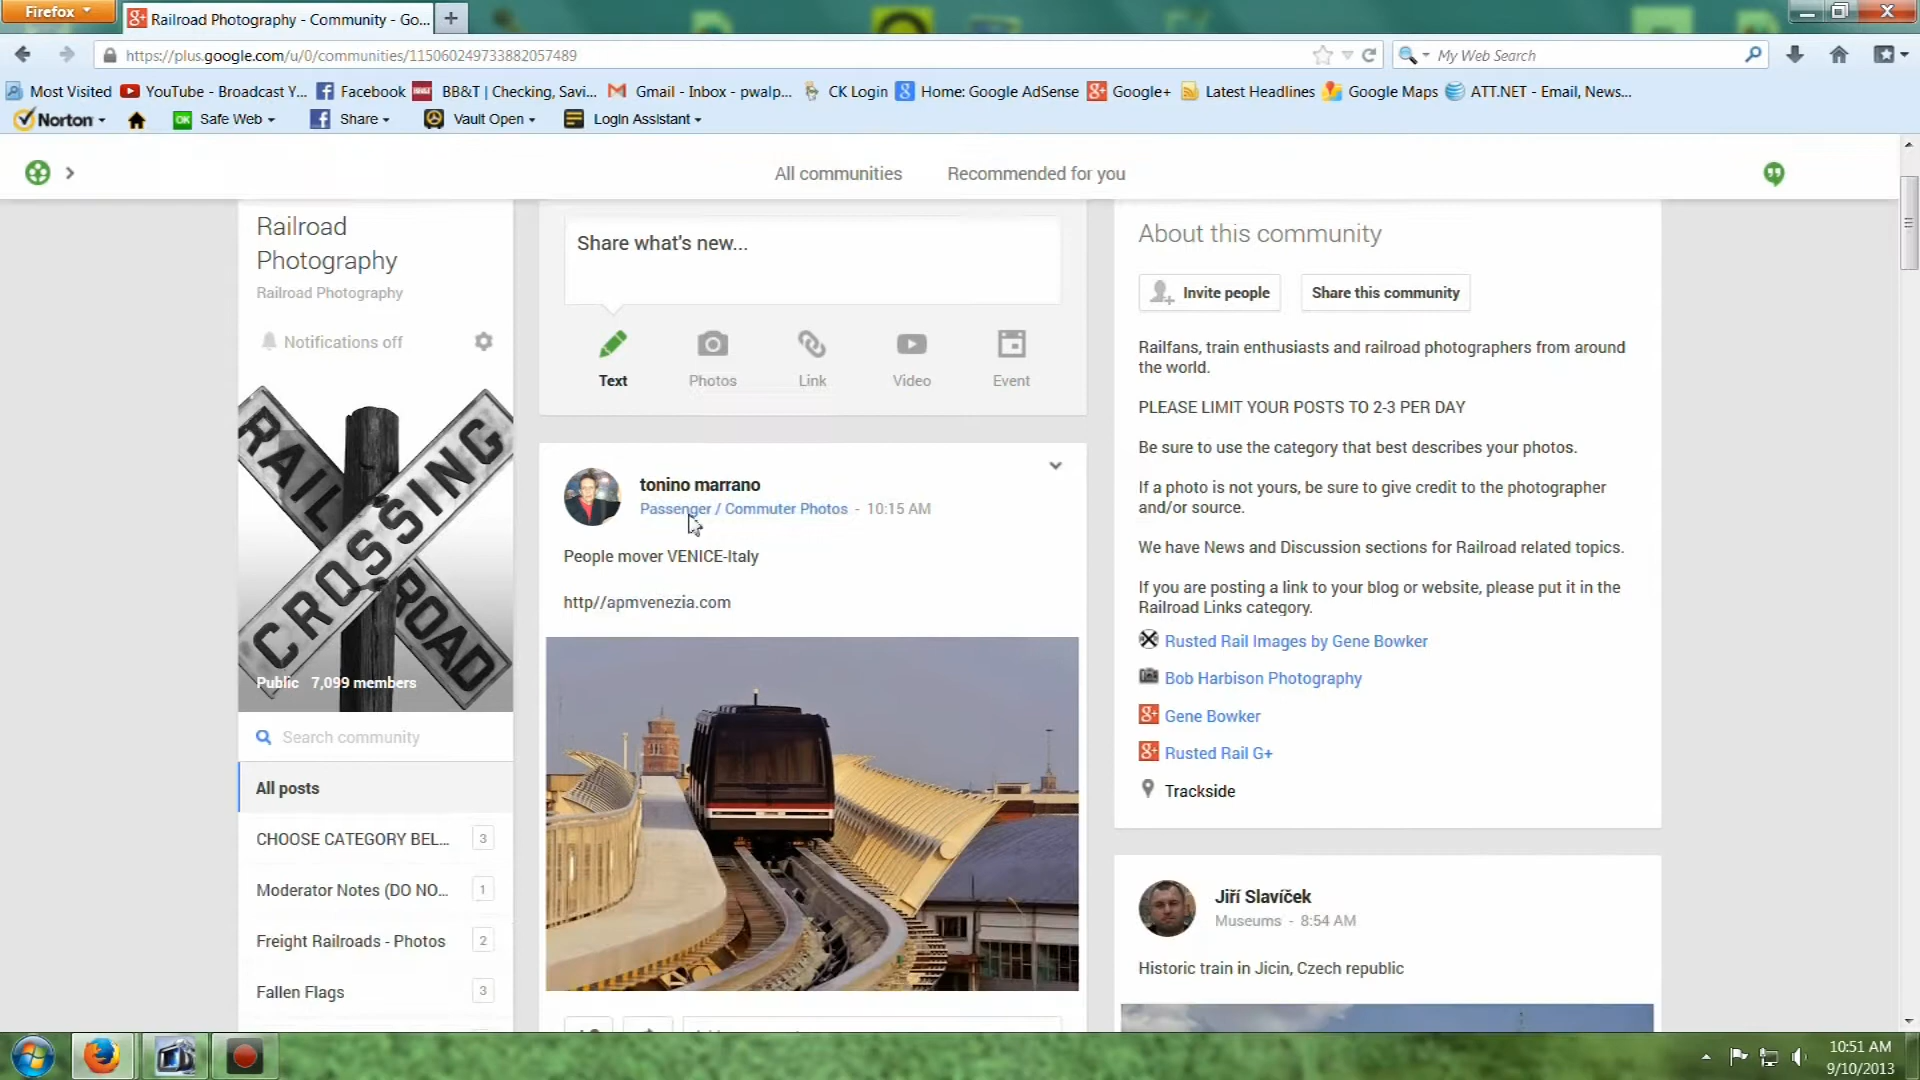 Firefox
Railroad Photography - Community - Go...
https://plus.google.com/u/0/communities/115060249733882057489
My Web Search
Most Visited
YouTube - Broadcast Y...
Facebook
BB&T | Checking, Savi...
Gmail - Inbox - pwalp...
CK Login
Home: Google AdSense
Google+
Latest Headlines
Google Maps
ATT.NET - Email, News...
Norton
Safe Web
Share
Vault Open
Login Assistant
All communities
Recommended for you
Railroad
Photography
Railroad Photography
Notifications off
RAIL ROAD
CROSSING
Public 7,099 members
Search community
All posts
CHOOSE CATEGORY BEL... 3
Moderator Notes (DO NO... 1
Freight Railroads - Photos 2
Fallen Flags 3
Share what's new...
Text
Photos
Link
Video
Event
tonino marrano
Passenger / Commuter Photos - 10:15 AM
People mover VENICE-Italy
http//apmvenezia.com
About this community
Invite people
Share this community
Railfans, train enthusiasts and railroad photographers from around
the world.
PLEASE LIMIT YOUR POSTS TO 2-3 PER DAY
Be sure to use the category that best describes your photos.
If a photo is not yours, be sure to give credit to the photographer
and/or source.
We have News and Discussion sections for Railroad related topics.
If you are posting a link to your blog or website, please put it in the
Railroad Links category.
Rusted Rail Images by Gene Bowker
Bob Harbison Photography
Gene Bowker
Rusted Rail G+
Trackside
Jiří Slavíček
Museums - 8:54 AM
Historic train in Jicin, Czech republic
10:51 AM
9/10/2013